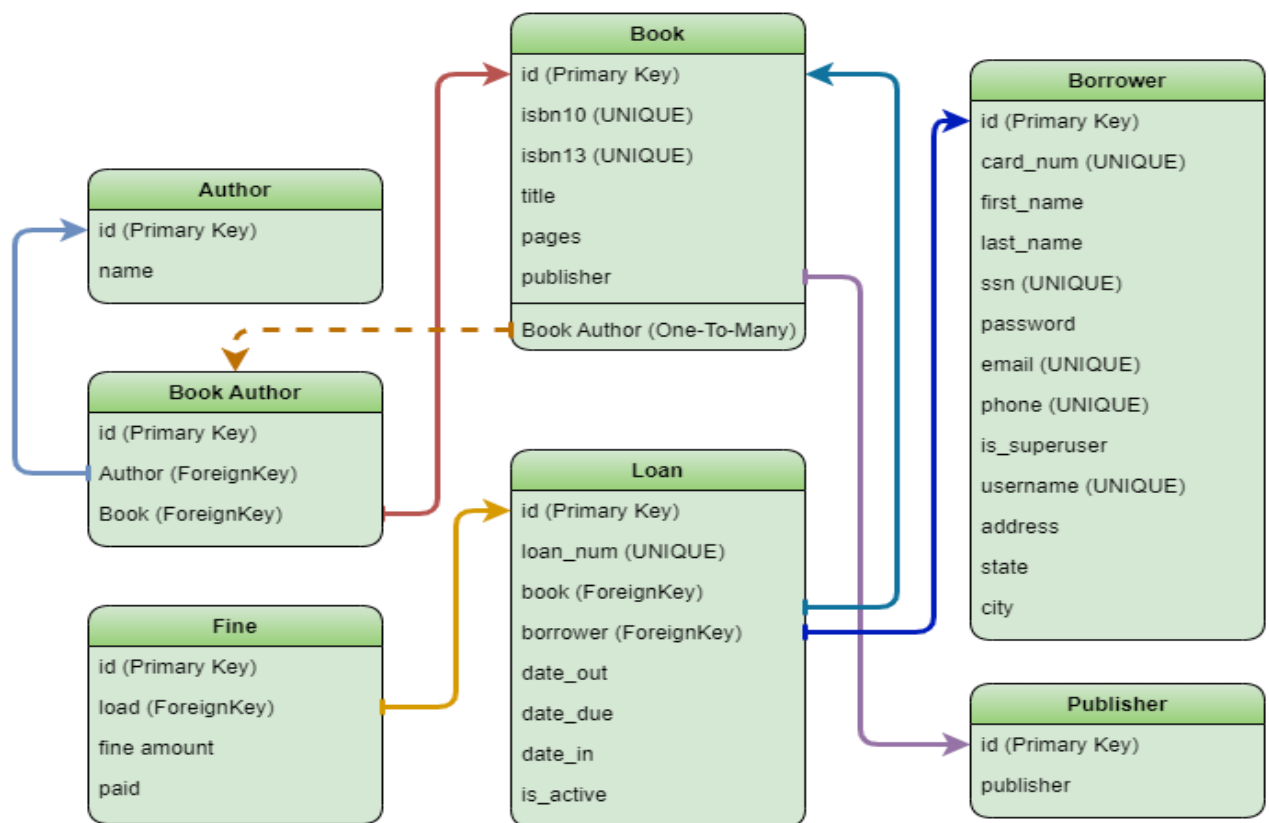 Book
id (Primary Key)
isbn10 (UNIQUE)
isbn13 (UNIQUE)
title
pages
publisher
Book Author (One-To-Many)
Borrower
id (Primary Key)
card_num (UNIQUE)
first_name
last_name
ssn (UNIQUE)
password
email (UNIQUE)
phone (UNIQUE)
is_superuser
username (UNIQUE)
address
state
city
Author
id (Primary Key)
name
Book Author
id (Primary Key)
Author (ForeignKey)
Book (ForeignKey)
Loan
id (Primary Key)
loan_num (UNIQUE)
book (ForeignKey)
borrower (ForeignKey)
date_out
date_due
date_in
is_active
Fine
id (Primary Key)
load (ForeignKey)
fine amount
paid
Publisher
id (Primary Key)
publisher